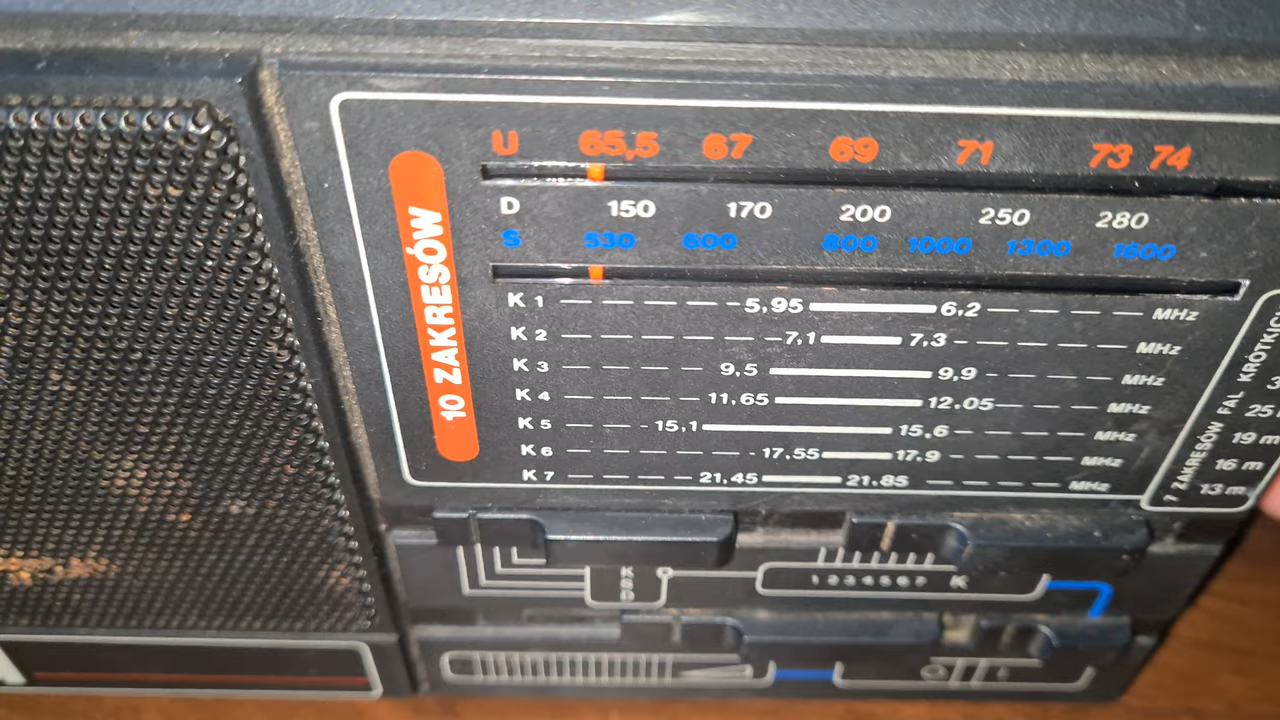 U 65,5 67 69 71 73 74
D 150 170 200 250 280
S 530 600 800 1000 1300 1600
10 ZAKRESÓW
K 1 5,95 6,2 MHz
K 2 7,1 7,3 MHz
K 3 9,5 9,9 MHz
K 4 11,65 12.05 MHz
K 5 15,1 15,6 MHz
K 6 17,55 17,9 MHz
K 7 21,45 21,85 MHz
7 ZAKRESÓW FAL
25
19 m
16 m
13 m
K
S
D
1 2 3 4 5 6 7 K